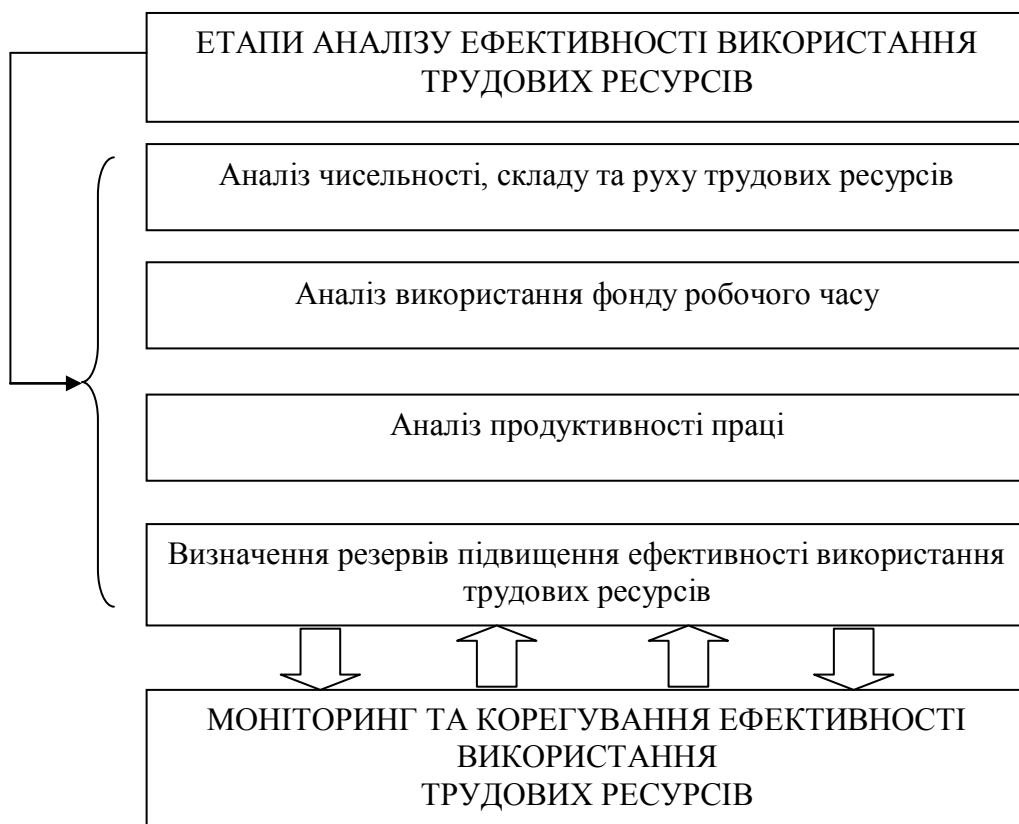 ЕТАПИ АНАЛІЗУ ЕФЕКТИВНОСТІ ВИКОРИСТАННЯ
ТРУДОВИХ РЕСУРСІВ
Аналіз чисельності, складу та руху трудових ресурсів
Аналіз використання фонду робочого часу
Аналіз продуктивності праці
Визначення резервів підвищення ефективності використання
трудових ресурсів
МОНІТОРИНГ ТА КОРЕГУВАННЯ ЕФЕКТИВНОСТІ
ВИКОРИСТАННЯ
ТРУДОВИХ РЕСУРСІВ